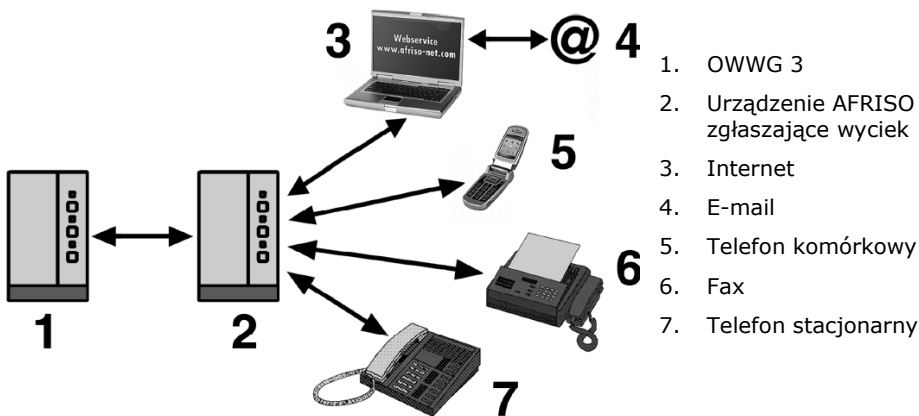 3
Webservice
www.afriso-net.com
@
4
5
6
1
2
7
1. OWWG 3
2. Urządzenie AFRISO
zgłaszające wyciek
3. Internet
4. E-mail
5. Telefon komórkowy
6. Fax
7. Telefon stacjonarny